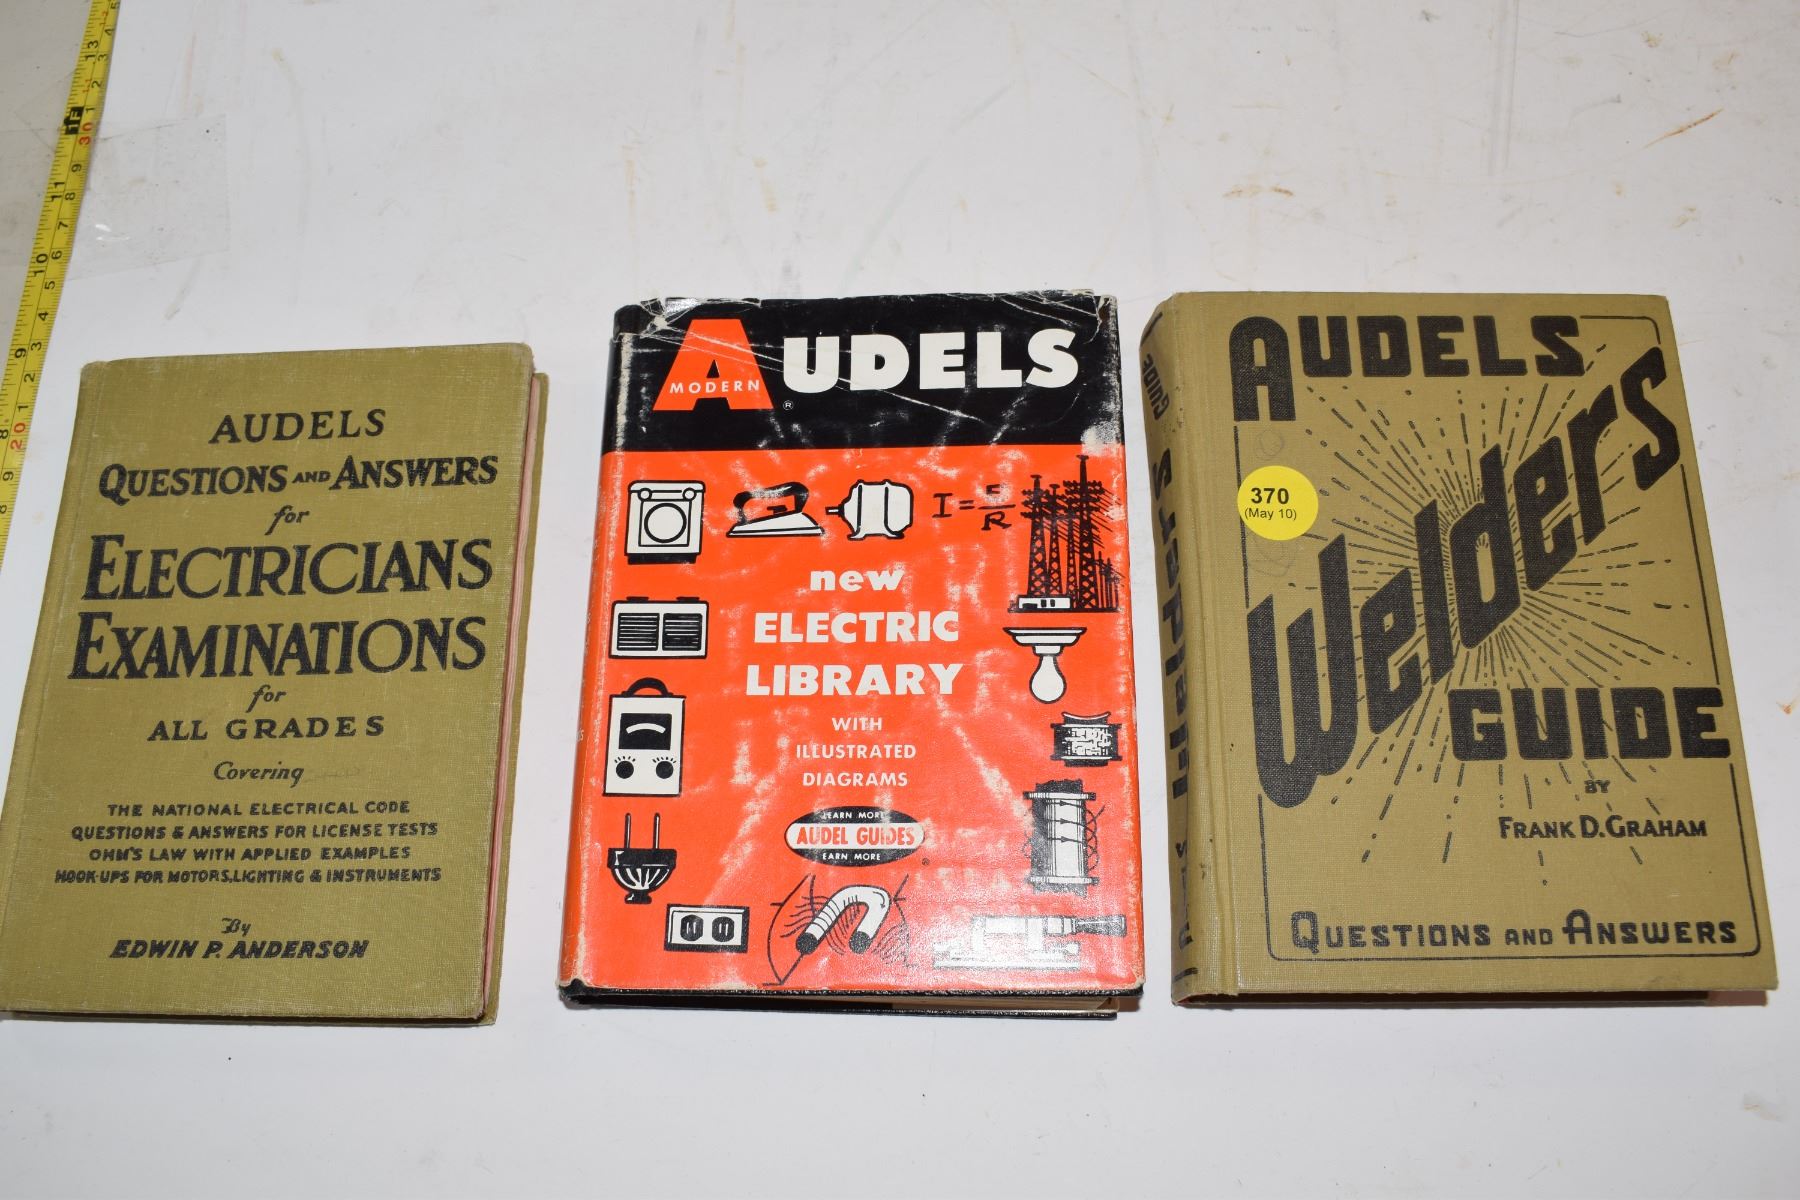 AUDELS
QUESTIONS AND ANSWERS
for
ELECTRICIANS
EXAMINATIONS
for
ALL GRADES
Covering
THE NATIONAL ELECTRICAL CODE
QUESTIONS & ANSWERS FOR LICENSE TESTS
OHM'S LAW WITH APPLIED EXAMPLES
HOOK-UPS FOR MOTORS, LIGHTING & INSTRUMENTS
By
EDWIN P. ANDERSON
AUDELS
MODERN
®
I = E/R
new
ELECTRIC
LIBRARY
WITH
ILLUSTRATED
DIAGRAMS
LEARN MORE
AUDEL GUIDES
EARN MORE
®
AUDELS
Welders
GUIDE
BY
FRANK D. GRAHAM
QUESTIONS AND ANSWERS
370
(May 10)
GUIDE